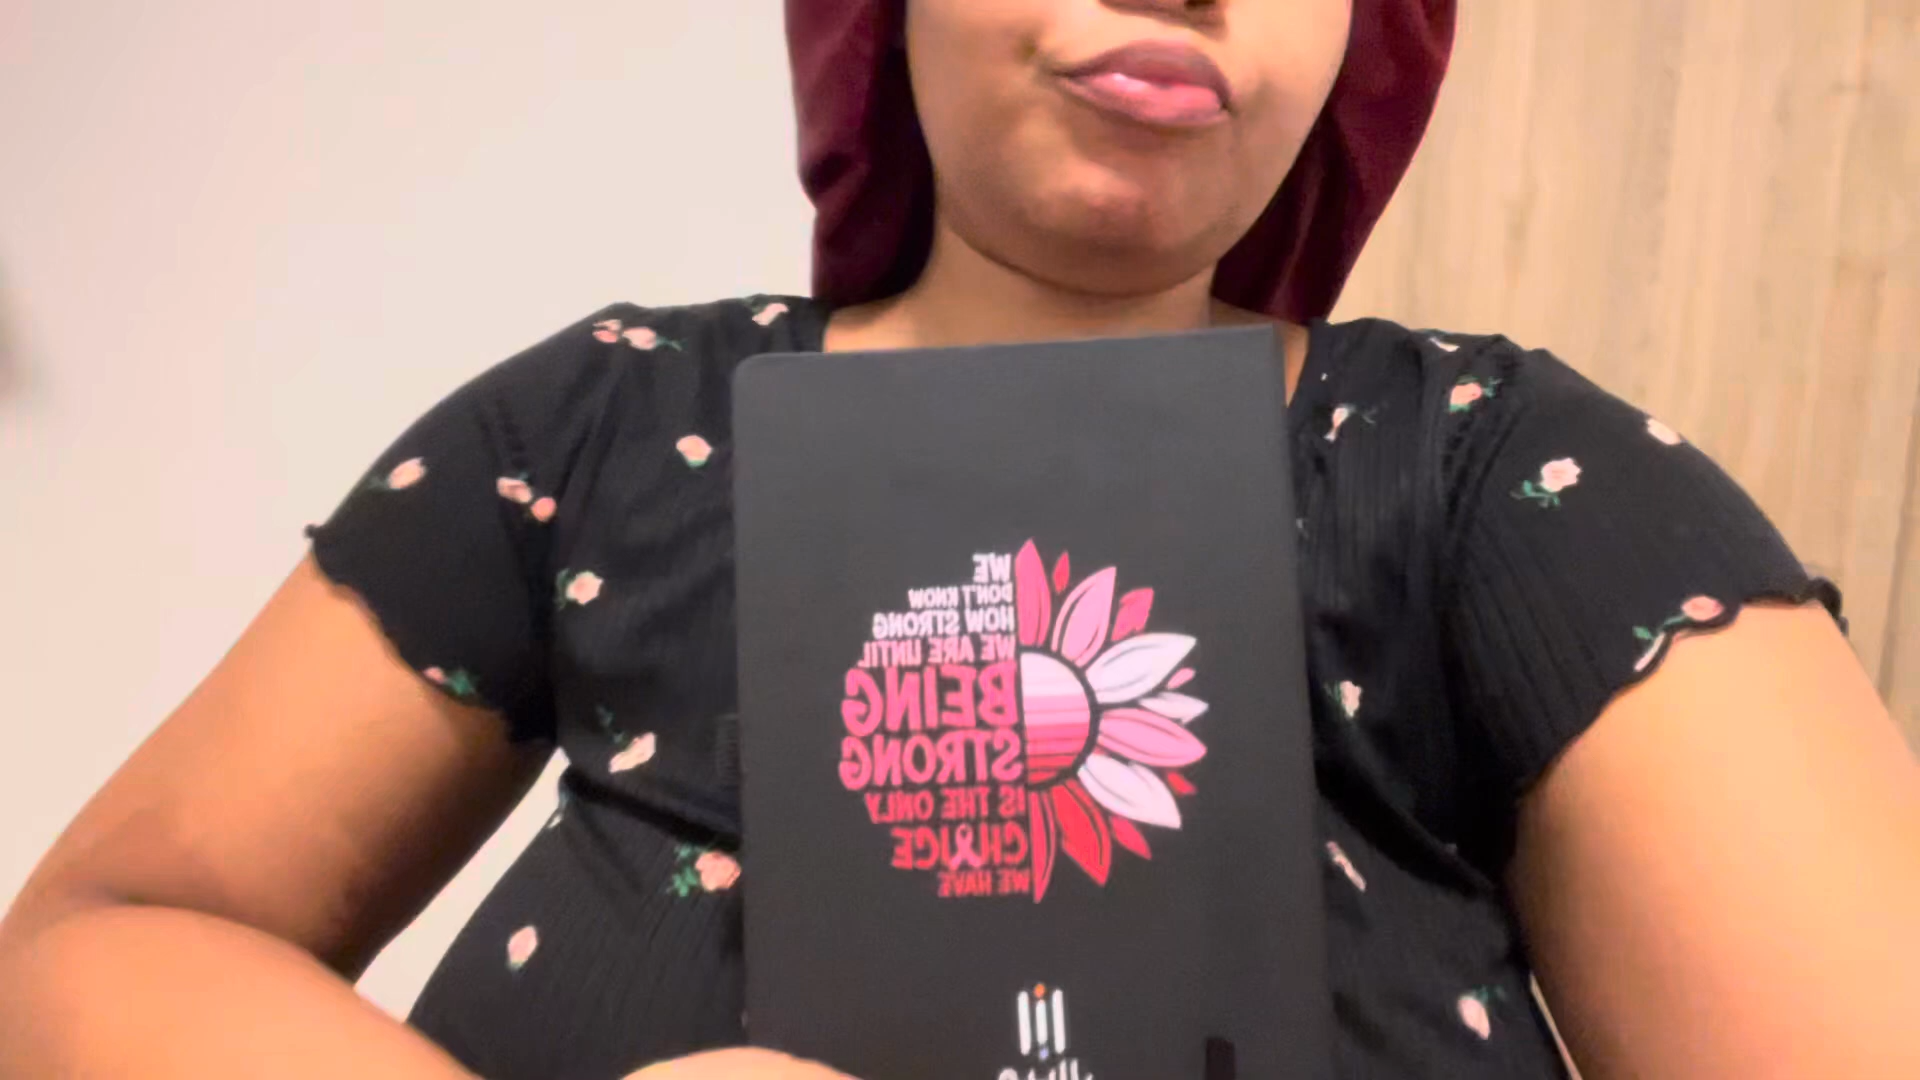 WE
DON'T KNOW
HOW STRONG
WE ARE UNTIL
BEING
STRONG
IS THE ONLY
CHOICE
WE HAVE